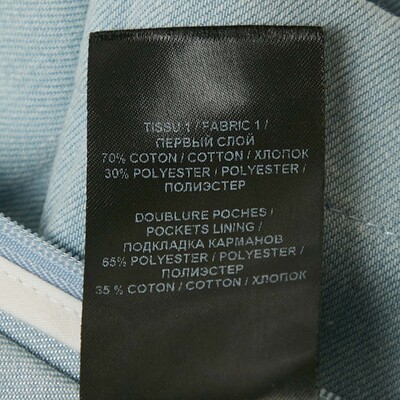 TISSU 1 / FABRIC 1 /
ПЕРВЫЙ СЛОЙ
70% COTON / COTTON / ХЛОПОК
30% POLYESTER / POLYESTER /
ПОЛИЭСТЕР
DOUBLURE POCHES /
POCKETS LINING /
ПОДКЛАДКА КАРМАНОВ
65% POLYESTER / POLYESTER /
ПОЛИЭСТЕР
35 % COTON / COTTON / ХЛОПОК